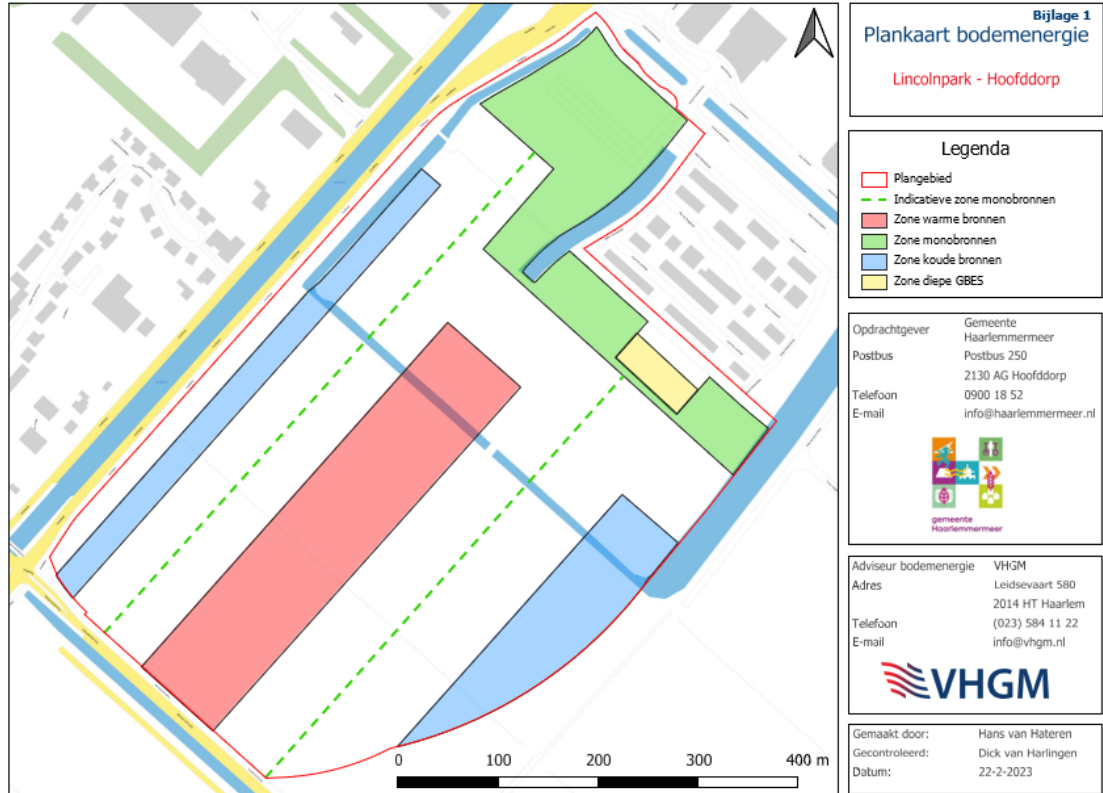 Bijlage 1
Plankaart bodemenergie
Lincolnpark - Hoofddorp
Legenda
Plangebied
Indicatieve zone monobronnen
Zone warme bronnen
Zone monobronnen
Zone koude bronnen
Zone diepe GBES
Opdrachtgever Gemeente
Haarlemmermeer
Postbus Postbus 250
2130 AG Hoofddorp
Telefoon 0900 18 52
E-mail info@haarlemmermeer.nl
gemeente
Haarlemmermeer
Adviseur bodemenergie VHGM
Adres Leidsevaart 580
2014 HT Haarlem
Telefoon (023) 584 11 22
E-mail info@vhgm.nl
VHGM
Gemaakt door: Hans van Hateren
Gecontroleerd: Dick van Harlingen
Datum: 22-2-2023
0 100 200 300 400 m